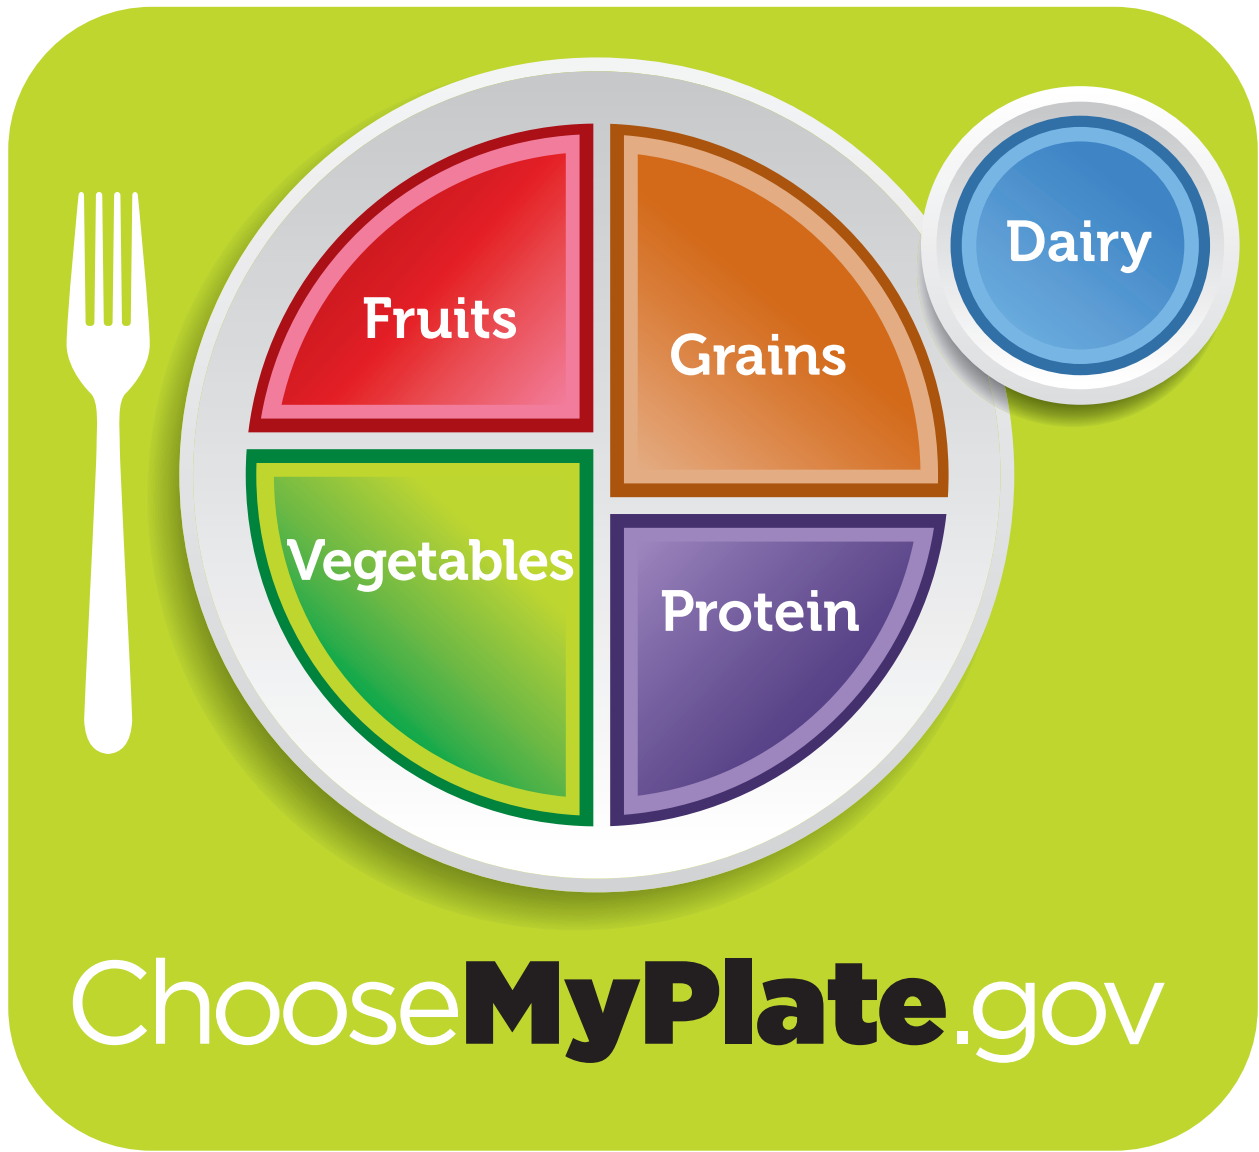 Fruits
Grains
Dairy
Vegetables
Protein
ChooseMyPlate.gov